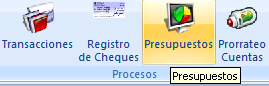 Transacciones
Registro
de Cheques
Presupuestos
Prorrateo
Cuentas
Procesos
Presupuestos